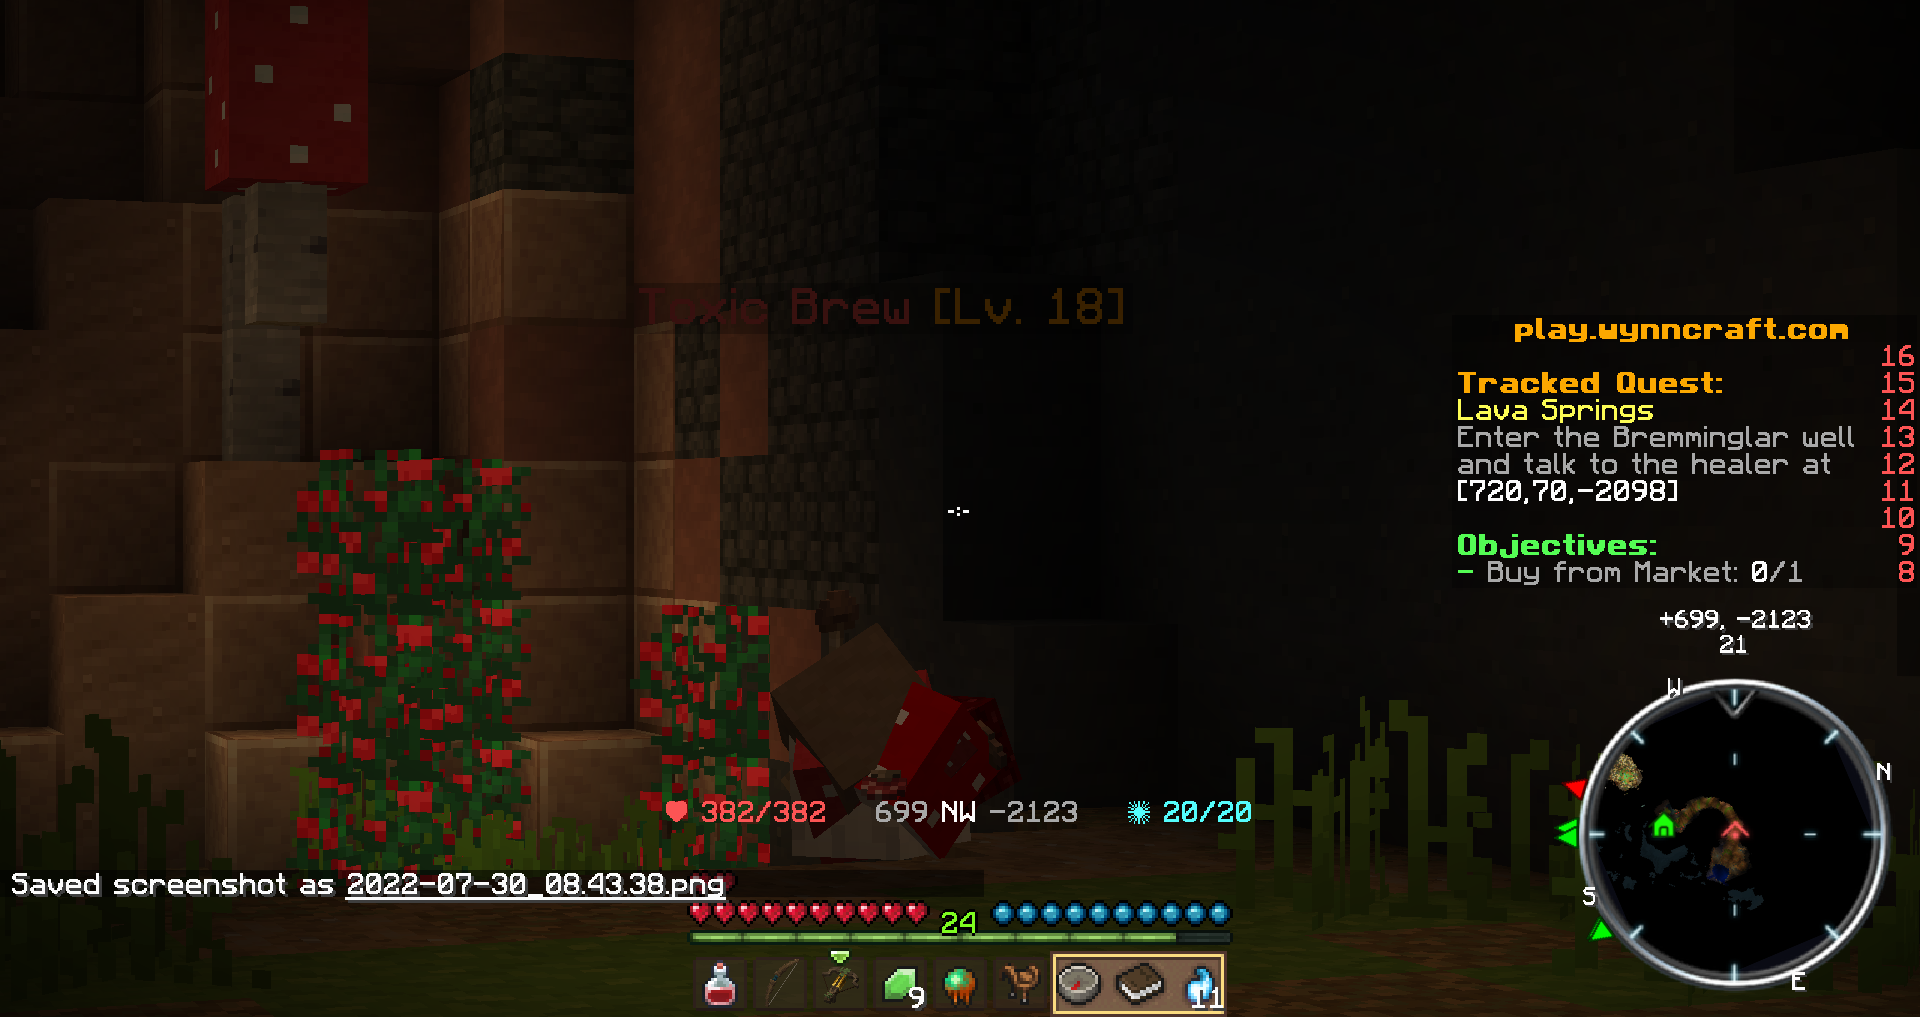 Toxic Brew [Lv. 18]
play.wynncraft.com
16
Tracked Quest: 15
Lava Springs 14
Enter the Bremminglar well 13
and talk to the healer at 12
[720,70,-2098] 11
10
Objectives: 9
- Buy from Market: 0/1 8
+699, -2123
21
W
N
S
E
382/382 699 NW -2123 20/20
Saved screenshot as 2022-07-30_08.43.38.png
24
9
11